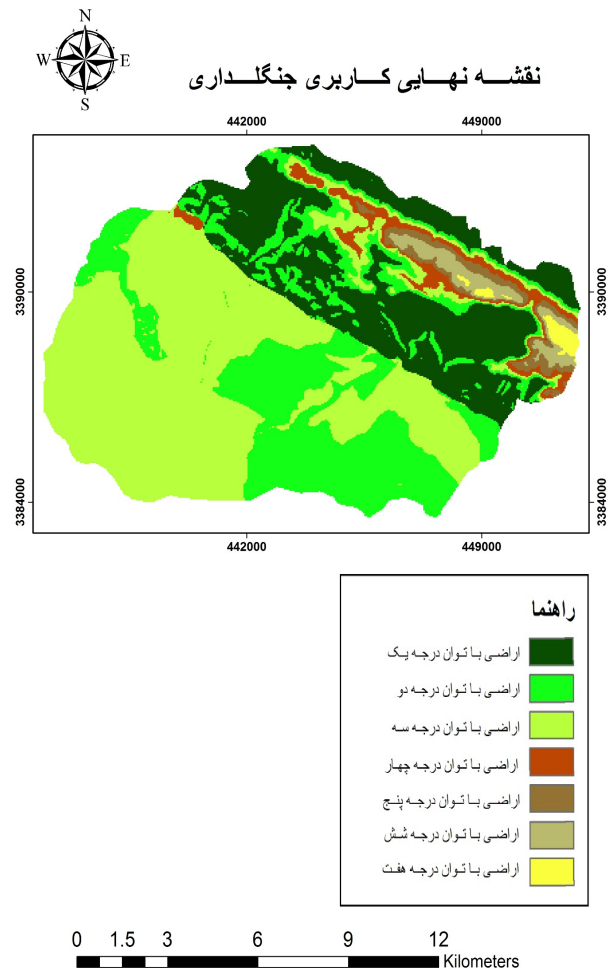 N
W E
S
نقشه نهایی کاربری جنگلداری
442000 449000
3390000 3390000
3384000 3384000
442000 449000
راهنما
اراضی با توان درجه یک
اراضی با توان درجه دو
اراضی با توان درجه سه
اراضی با توان درجه چهار
اراضی با توان درجه پنج
اراضی با توان درجه شش
اراضی با توان درجه هفت
0 1.5 3 6 9 12
Kilometers